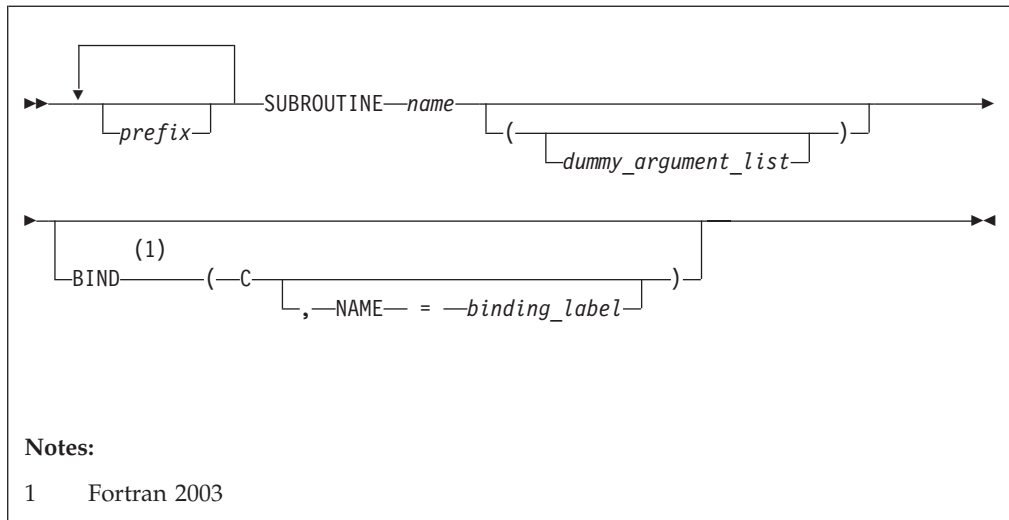 SUBROUTINE name
prefix
( )
dummy_argument_list
(1)
BIND ( C )
, NAME = binding_label
Notes:
1 Fortran 2003